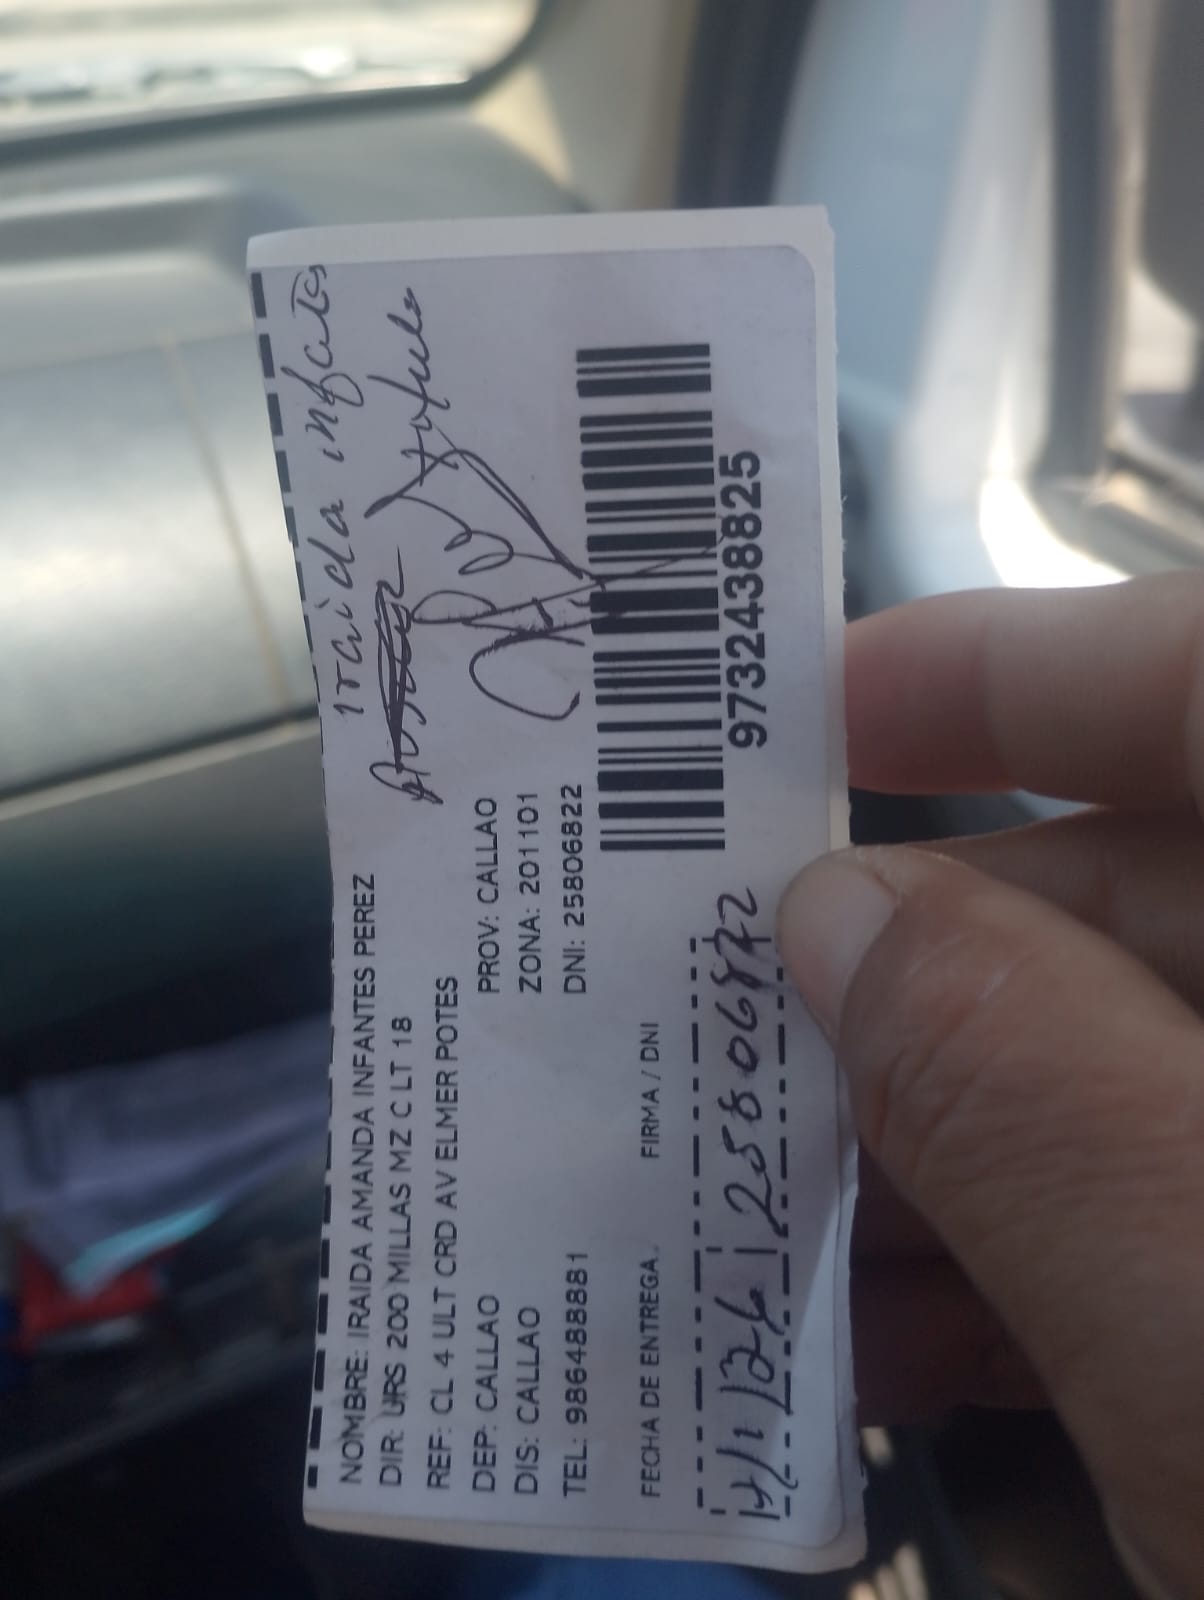 NOMBRE: IRAIDA AMANDA INFANTES PEREZ
iraida infantes
DIR: URS 200 MILLAS MZ C LT 18
REF: CL 4 ULT CRD AV ELMER POTES
DEP: CALLAO PROV: CALLAO
DIS: CALLAO ZONA: 201101
TEL: 986488881 DNI: 25806822
FECHA DE ENTREGA. FIRMA / DNI
9732438825